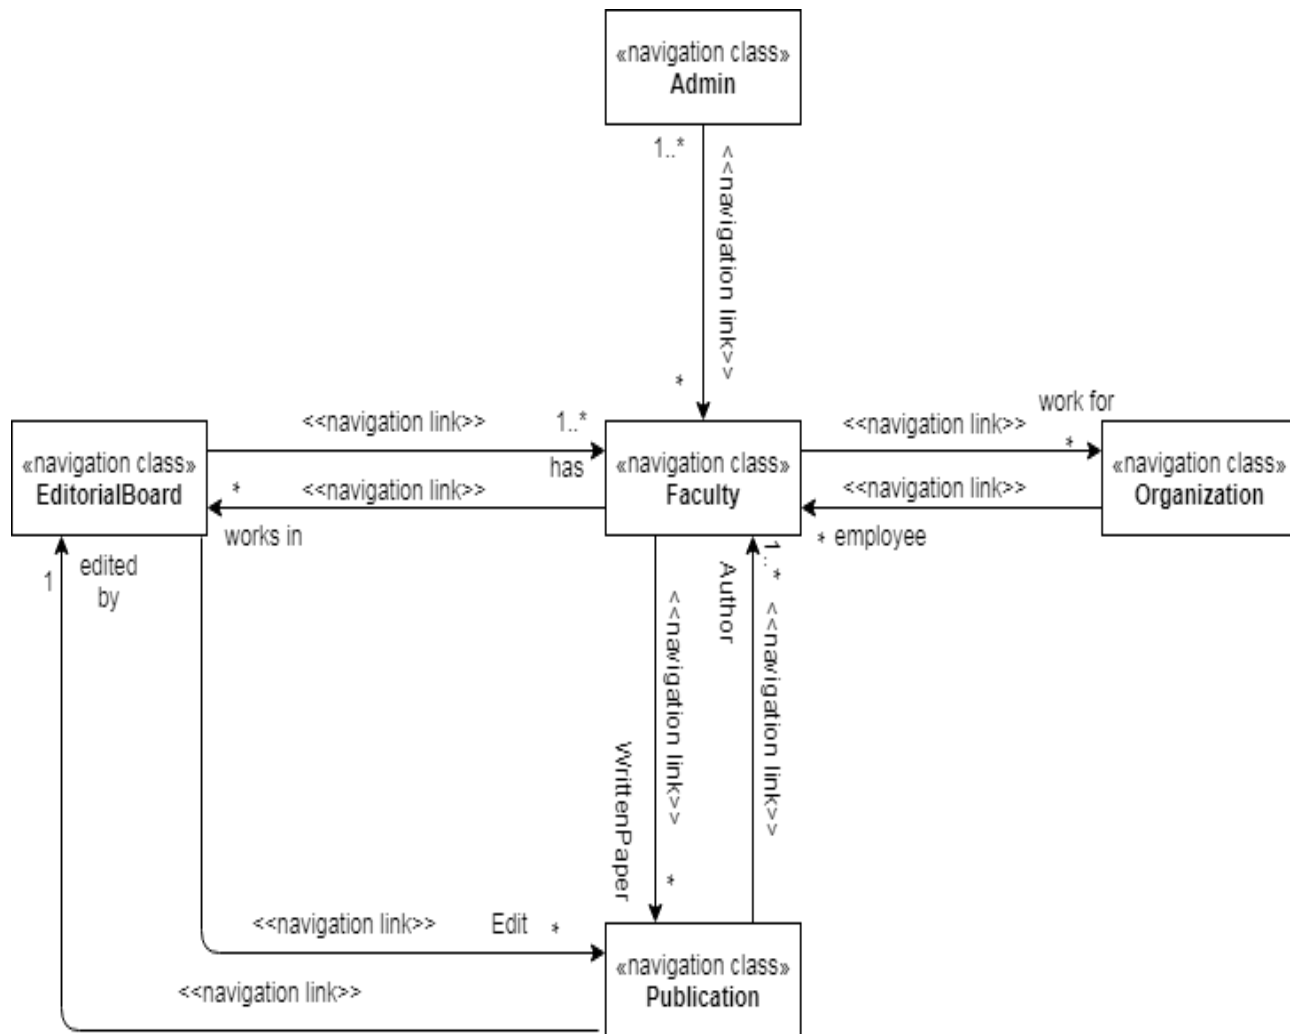 «navigation class»
Admin
1..*
<<navigation link>>
*
<<navigation link>>
1..*
has
«navigation class»
EditorialBoard
*
<<navigation link>>
works in
«navigation class»
Faculty
work for
<<navigation link>>
*
<<navigation link>>
* employee
«navigation class»
Organization
1
edited
by
<<navigation link>>
WrittenPaper
*
Author
1..*
<<navigation link>>
<<navigation link>>
Edit
*
<<navigation link>>
«navigation class»
Publication